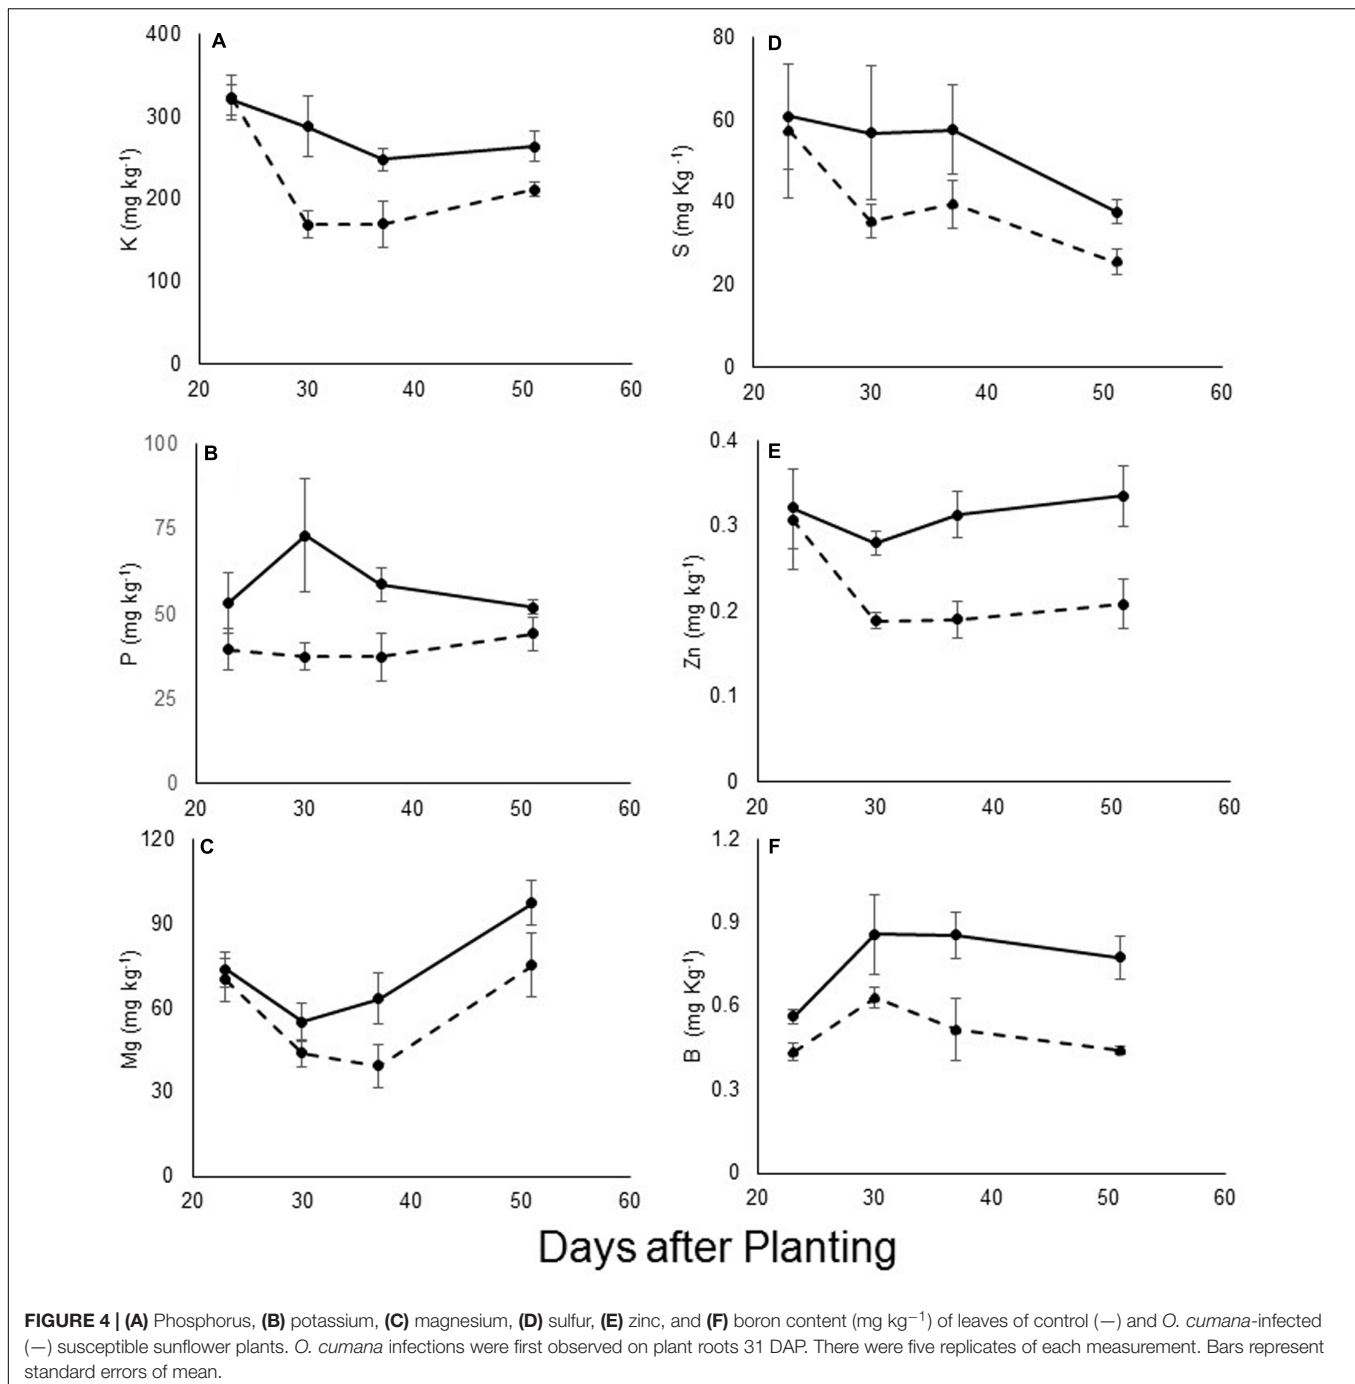 A
400
300
200
100
0
K (mg kg-1)
20 30 40 50 60
D
80
60
40
20
0
S (mg Kg-1)
20 30 40 50 60
B
100
75
50
25
0
P (mg kg-1)
20 30 40 50 60
E
0.4
0.3
0.2
0.1
0
Zn (mg kg-1)
20 30 40 50 60
C
120
90
60
30
0
Mg (mg kg-1)
20 30 40 50 60
F
1.2
0.9
0.6
0.3
0
B (mg Kg-1)
20 30 40 50 60
Days after Planting
FIGURE 4 | (A) Phosphorus, (B) potassium, (C) magnesium, (D) sulfur, (E) zinc, and (F) boron content (mg kg−1) of leaves of control (—) and O. cumana-infected
(—) susceptible sunflower plants. O. cumana infections were first observed on plant roots 31 DAP. There were five replicates of each measurement. Bars represent
standard errors of mean.